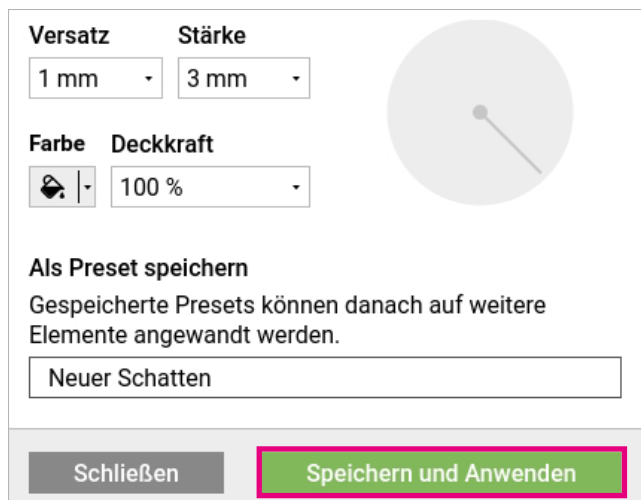 Versatz Stärke
1 mm 3 mm
Farbe Deckkraft
100 %
Als Preset speichern
Gespeicherte Presets können danach auf weitere
Elemente angewandt werden.
Neuer Schatten
Schließen Speichern und Anwenden